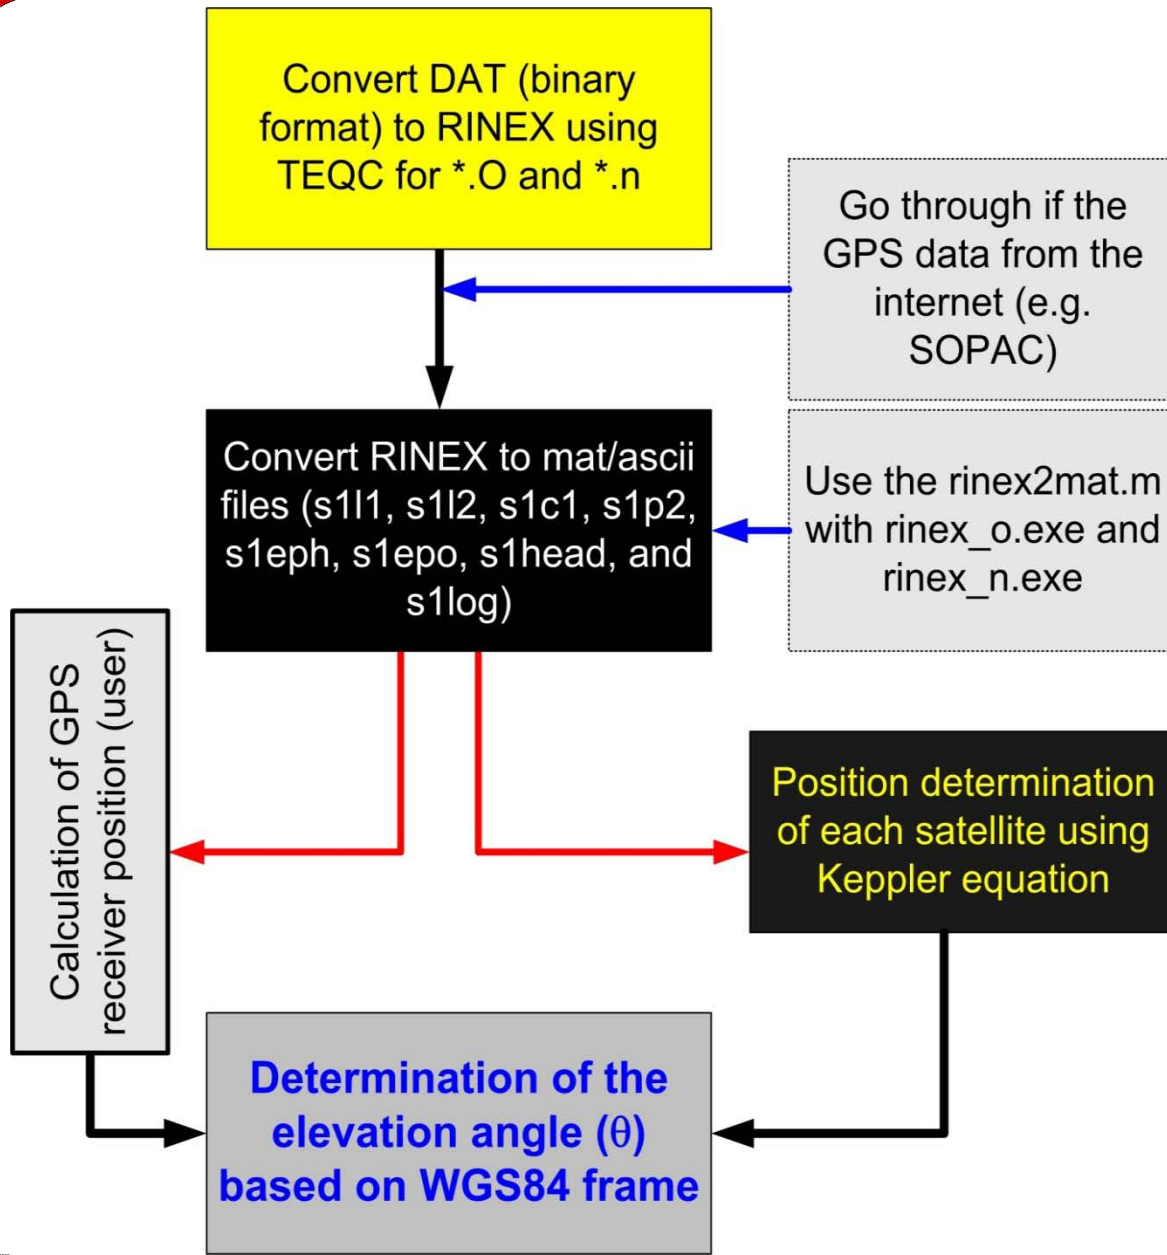 Convert DAT (binary
format) to RINEX using
TEQC for *.O and *.n
Go through if the
GPS data from the
internet (e.g.
SOPAC)
Convert RINEX to mat/ascii
files (s1l1, s1l2, s1c1, s1p2,
s1eph, s1epo, s1head, and
s1log)
Use the rinex2mat.m
with rinex_o.exe and
rinex_n.exe
Calculation of GPS
receiver position (user)
Position determination
of each satellite using
Keppler equation
Determination of the
elevation angle (θ)
based on WGS84 frame